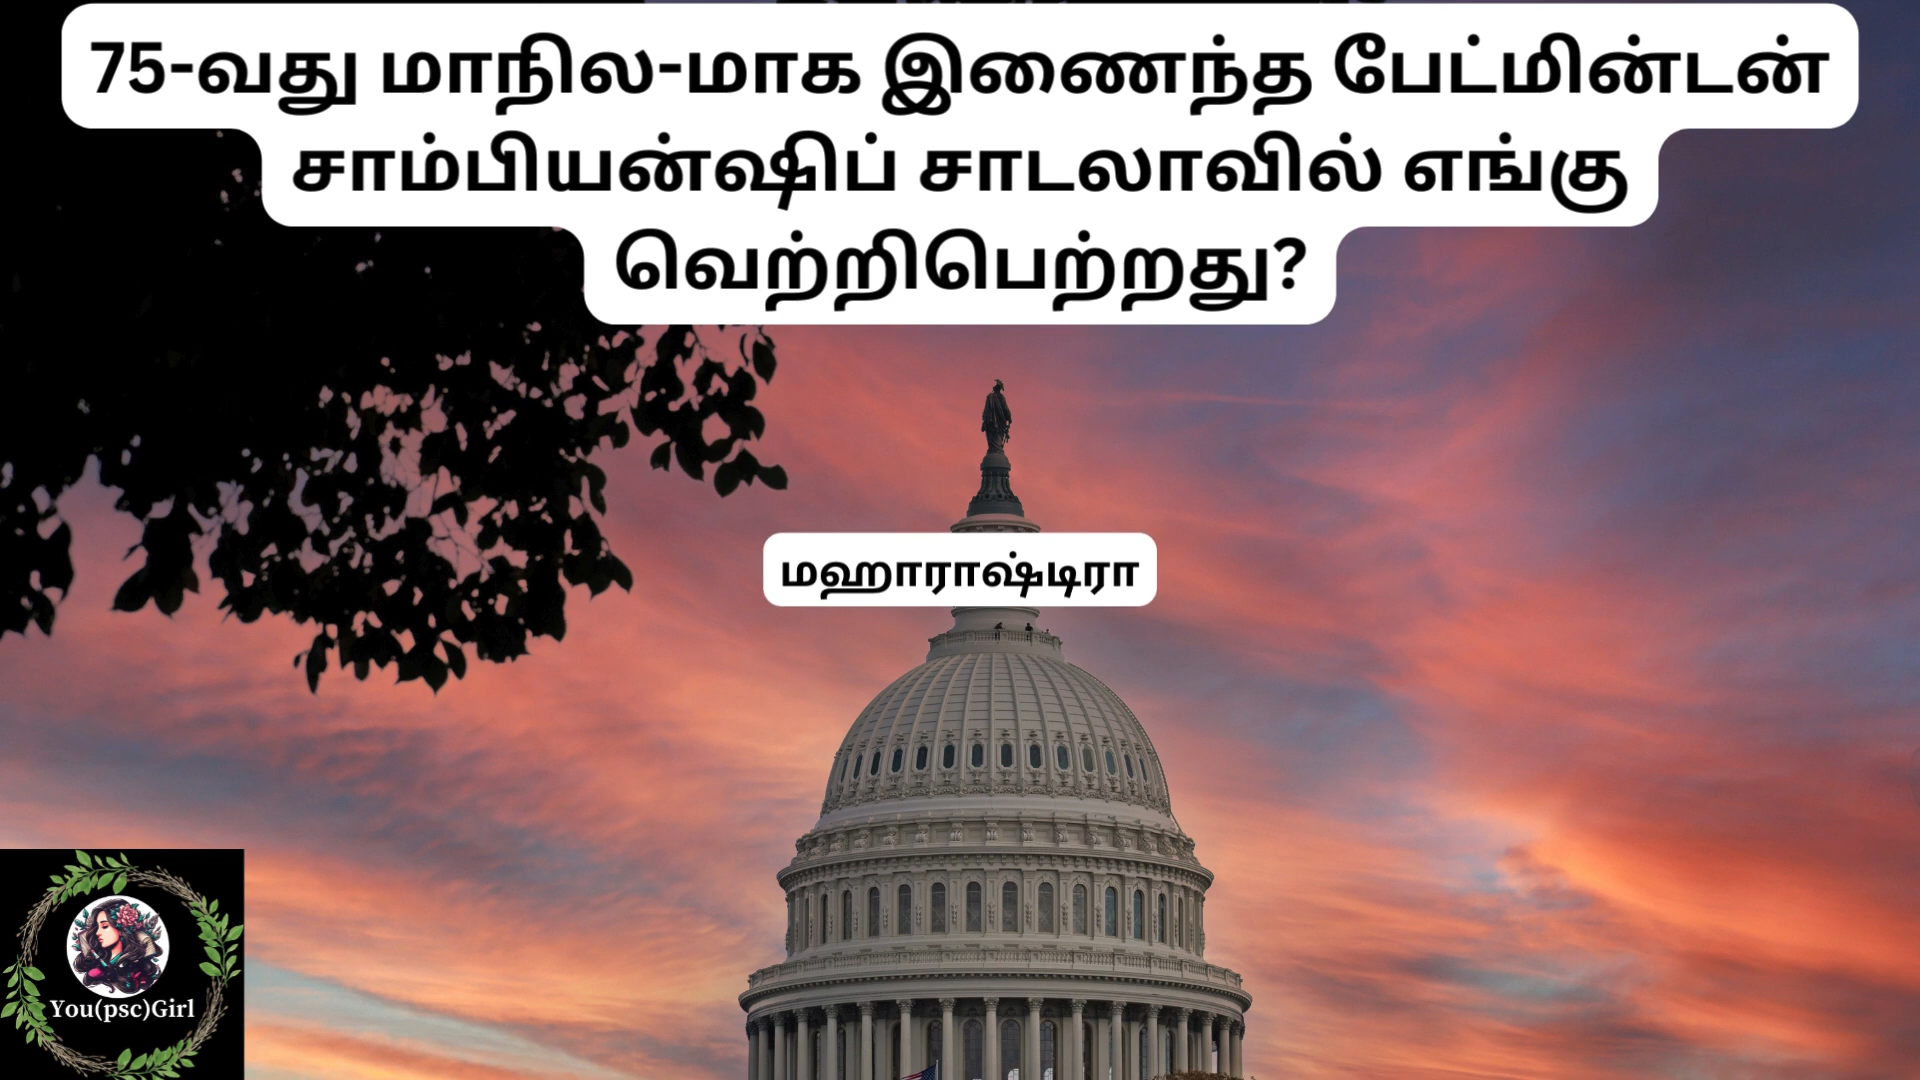 75-வது மாநில-மாக இணைந்த பேட்மின்டன்
சாம்பியன்ஷிப் சாடலாவில் எங்கு
வெற்றிபெற்றது?
மஹாராஷ்டிரா
You(psc)Girl